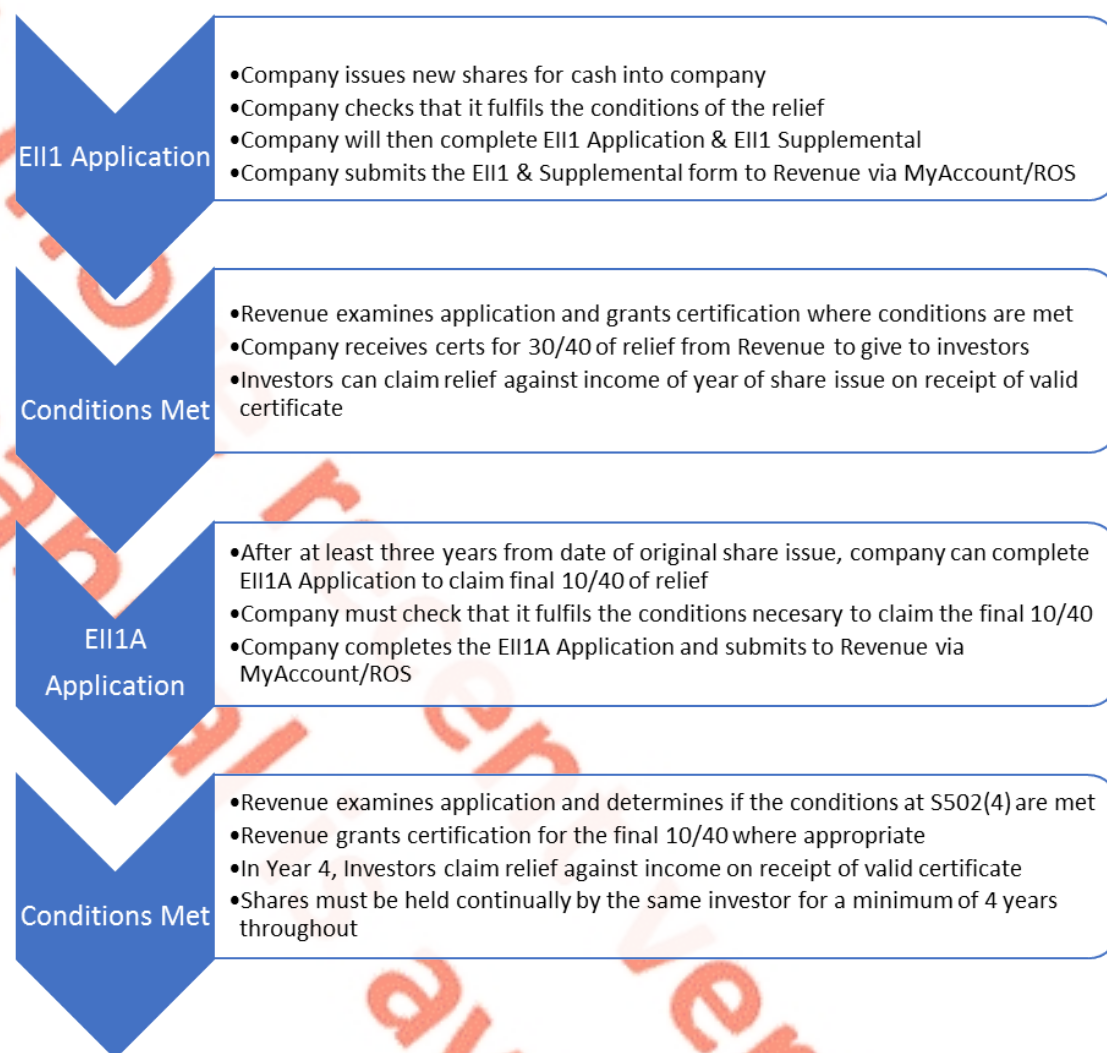 EII1 Application
•Company issues new shares for cash into company
•Company checks that it fulfils the conditions of the relief
•Company will then complete EII1 Application & EII1 Supplemental
•Company submits the EII1 & Supplemental form to Revenue via MyAccount/ROS
Conditions Met
•Revenue examines application and grants certification where conditions are met
•Company receives certs for 30/40 of relief from Revenue to give to investors
•Investors can claim relief against income of year of share issue on receipt of valid
certificate
EII1A
Application
•After at least three years from date of original share issue, company can complete
EII1A Application to claim final 10/40 of relief
•Company must check that it fulfils the conditions necesary to claim the final 10/40
•Company completes the EII1A Application and submits to Revenue via
MyAccount/ROS
Conditions Met
•Revenue examines application and determines if the conditions at S502(4) are met
•Revenue grants certification for the final 10/40 where appropriate
•In Year 4, Investors claim relief against income on receipt of valid certificate
•Shares must be held continually by the same investor for a minimum of 4 years
throughout
recent